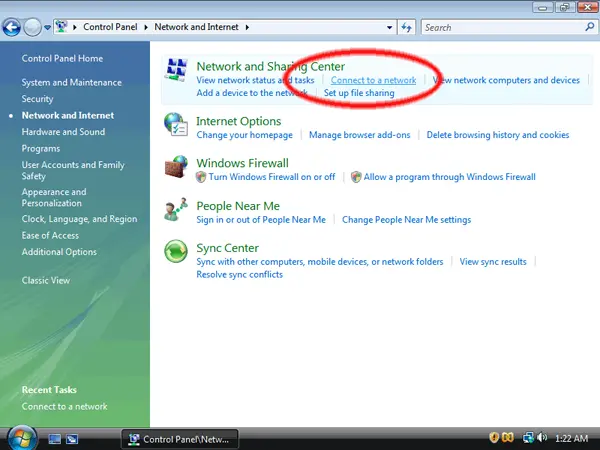 Control Panel ▸ Network and Internet ▸
Search
Control Panel Home
System and Maintenance
Security
Network and Internet
Hardware and Sound
Programs
User Accounts and Family
Safety
Appearance and
Personalization
Clock, Language, and Region
Ease of Access
Additional Options
Classic View
Recent Tasks
Connect to a network
Network and Sharing Center
View network status and tasks Connect to a network View network computers and devices
Add a device to the network Set up file sharing
Internet Options
Change your homepage Manage browser add-ons Delete browsing history and cookies
Windows Firewall
Turn Windows Firewall on or off Allow a program through Windows Firewall
People Near Me
Sign in or out of People Near Me Change People Near Me settings
Sync Center
Sync with other computers, mobile devices, or network folders View sync results
Resolve sync conflicts
Control Panel\Netw...
1:22 AM